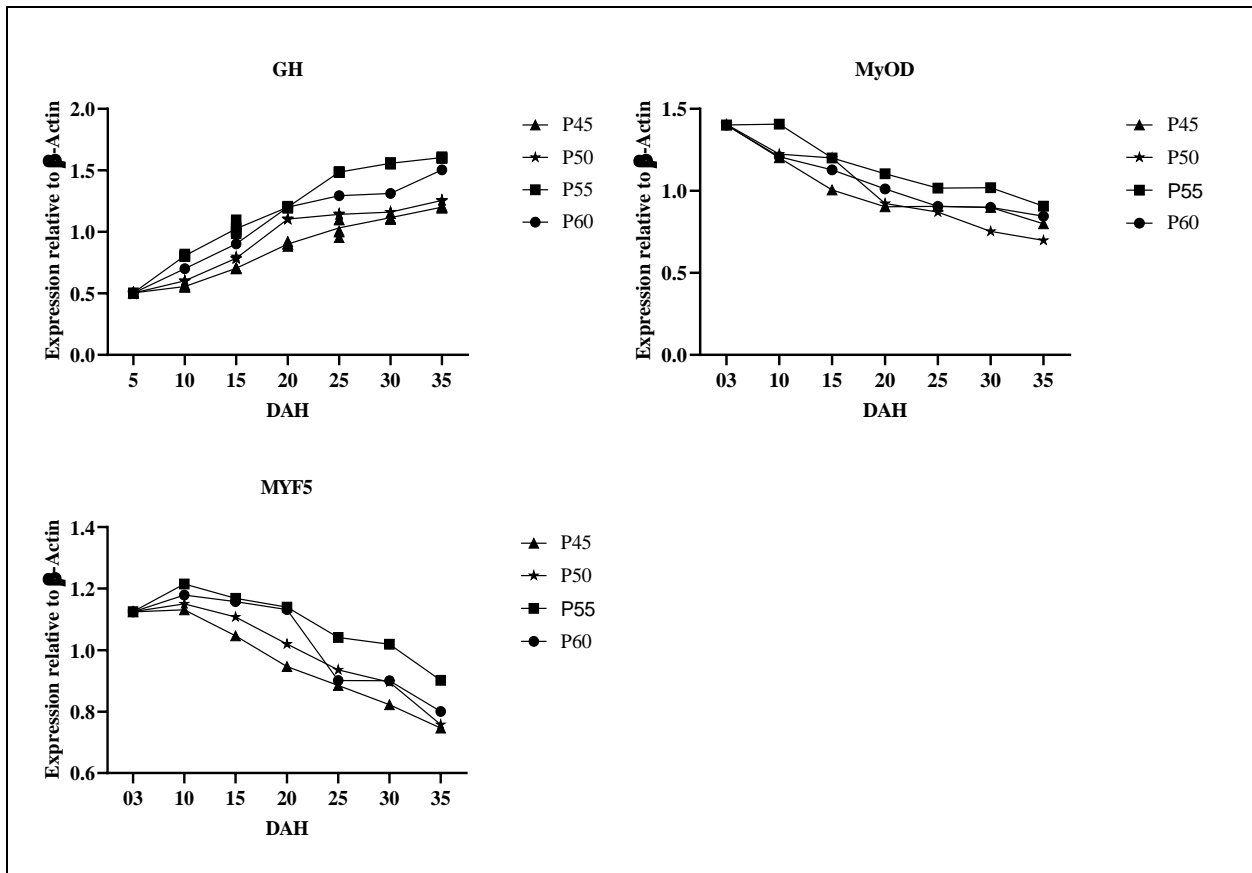 GH
Expression relative to β-Actin
2.0
1.5
1.0
0.5
0.0
5 10 15 20 25 30 35
DAH
P45
P50
P55
P60
MyOD
Expression relative to β-Actin
1.5
1.0
0.5
0.0
03 10 15 20 25 30 35
DAH
P45
P50
P55
P60
MYF5
Expression relative to β-Actin
1.4
1.2
1.0
0.8
0.6
03 10 15 20 25 30 35
DAH
P45
P50
P55
P60